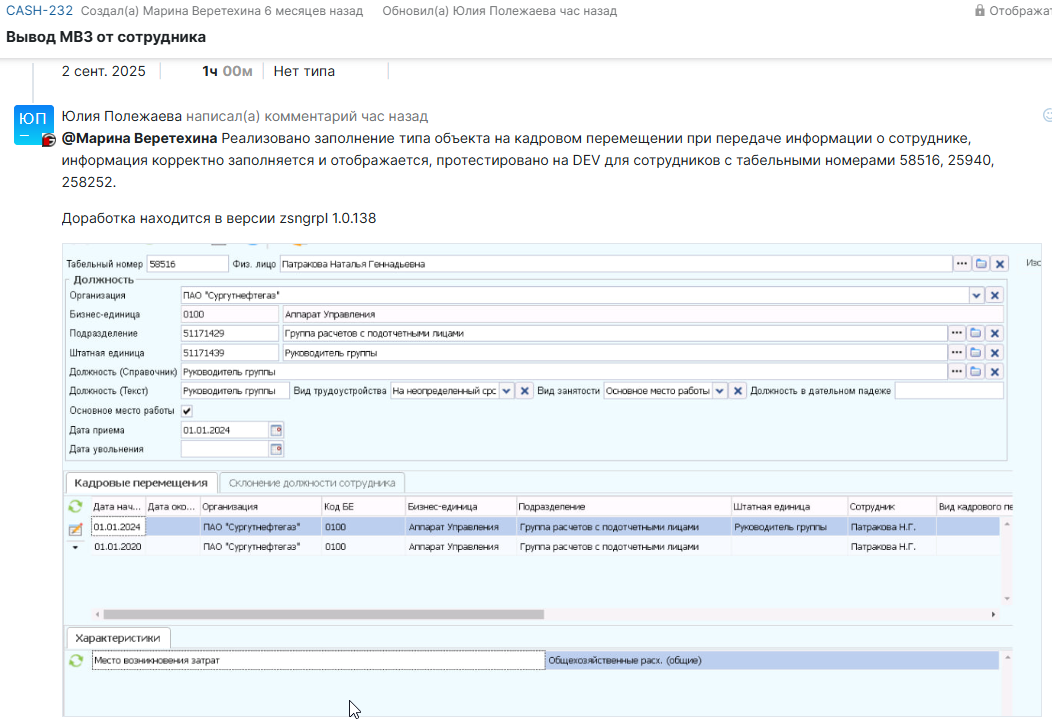 CASH-232 Создал(а) Марина Веретехина 6 месяцев назад Обновил(а) Юлия Полежаева час назад Отображат
Вывод МВЗ от сотрудника
2 сент. 2025 1ч 00м Нет типа
ЮП
Юлия Полежаева написал(а) комментарий час назад
@Марина Веретехина Реализовано заполнение типа объекта на кадровом перемещении при передаче информации о сотруднике,
информация корректно заполняется и отображается, протестировано на DEV для сотрудников с табельными номерами 58516, 25940,
258252.
Доработка находится в версии zsngrpl 1.0.138
Табельный номер 58516 Физ. лицо Патракова Наталья Геннадьевна Изс
Должность
Организация ПАО "Сургутнефтегаз"
Бизнес-единица 0100 Аппарат Управления
Подразделение 51171429 Группа расчетов с подотчетными лицами
Штатная единица 51171439 Руководитель группы
Должность (Справочник) Руководитель группы
Должность (Текст) Руководитель группы Вид трудоустройства На неопределенный срс Вид занятости Основное место работы Должность в дательном падеже
Основное место работы
Дата приема 01.01.2024
Дата увольнения
Кадровые перемещения Склонение должности сотрудника
Дата нач... Дата око... Организация Код БЕ Бизнес-единица Подразделение Штатная единица Сотрудник Вид кадрового пе
01.01.2024 ПАО "Сургутнефтегаз" 0100 Аппарат Управления Группа расчетов с подотчетными лицами Руководитель группы Патракова Н.Г.
01.01.2020 ПАО "Сургутнефтегаз" 0100 Аппарат Управления Группа расчетов с подотчетными лицами Патракова Н.Г.
Характеристики
Место возникновения затрат Общехозяйственные расх. (общие)